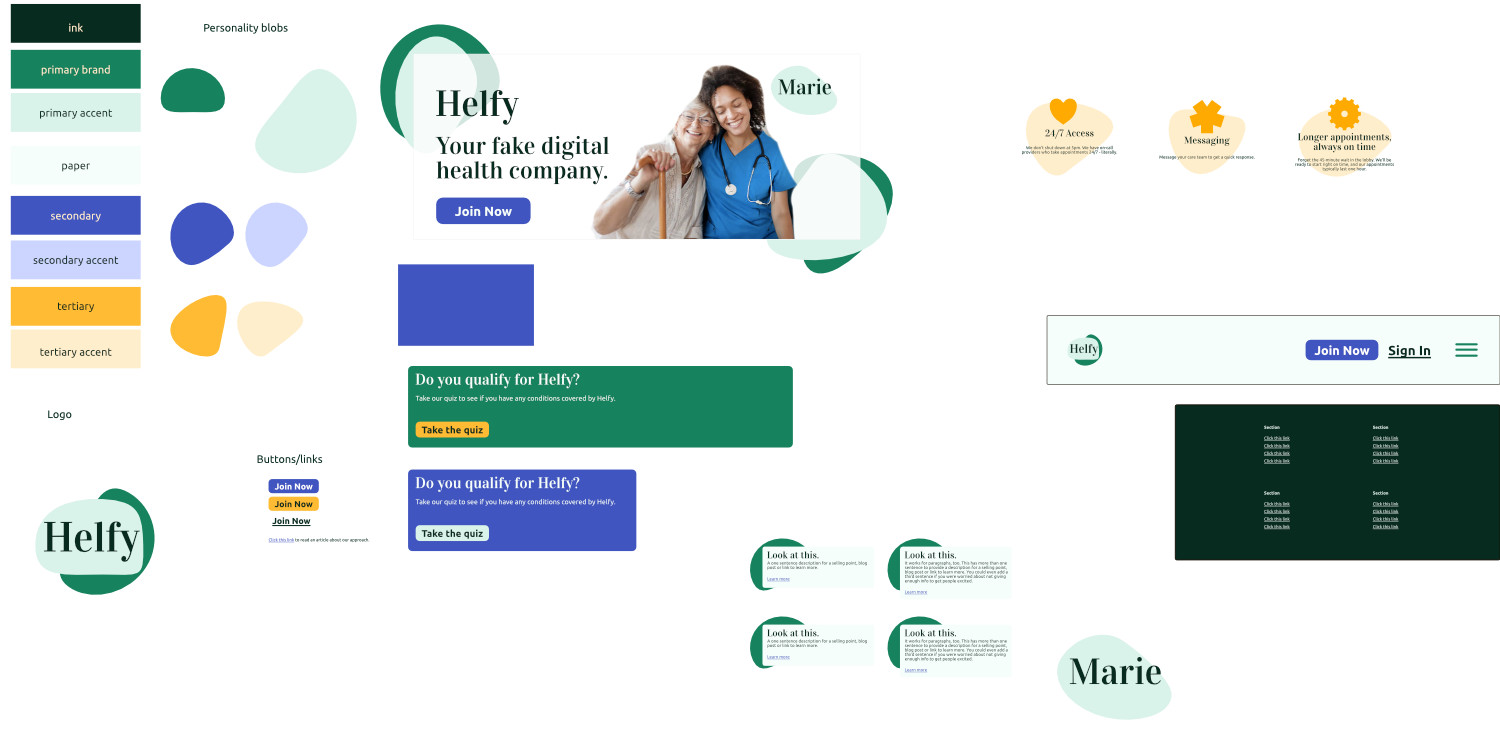 ink
primary brand
primary accent
paper
secondary
secondary accent
tertiary
tertiary accent
Personality blobs
Logo
Helfy
Buttons/links
Join Now
Join Now
Join Now
Click this link to read an article about our approach.
Helfy
Your fake digital
health company.
Join Now
Marie
Do you qualify for Helfy?
Take our quiz to see if you have any conditions covered by Helfy.
Take the quiz
Do you qualify for Helfy?
Take our quiz to see if you have any conditions covered by Helfy.
Take the quiz
Look at this.
A one sentence description for a selling point, blog
post or link to learn more.
Learn more
Look at this.
It works for paragraphs, too. This has more than one
sentence to provide a description for a selling point,
blog post or link to learn more. You could even add a
third sentence if you were worried about not giving
enough info to get people excited.
Learn more
Look at this.
A one sentence description for a selling point, blog
post or link to learn more.
Learn more
Look at this.
It works for paragraphs, too. This has more than one
sentence to provide a description for a selling point,
blog post or link to learn more. You could even add a
third sentence if you were worried about not giving
enough info to get people excited.
Learn more
24/7 Access
We don't shut down at 5pm. We have email
providers who take appointments 24/7 - literally.
Messaging
Message your care team to get a quick response.
Longer appointments,
always on time
Forget the 45 minute wait in the lobby. We'll be
ready to start right on time, and our appointments
typically last one hour.
Helfy
Join Now
Sign In
Section
Click this link
Click this link
Click this link
Click this link
Section
Click this link
Click this link
Click this link
Click this link
Section
Click this link
Click this link
Click this link
Click this link
Section
Click this link
Click this link
Click this link
Click this link
Marie